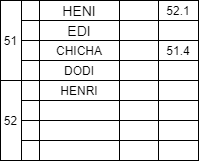 51 HENI 52.1
EDI
CHICHA 51.4
DODI
52 HENRI